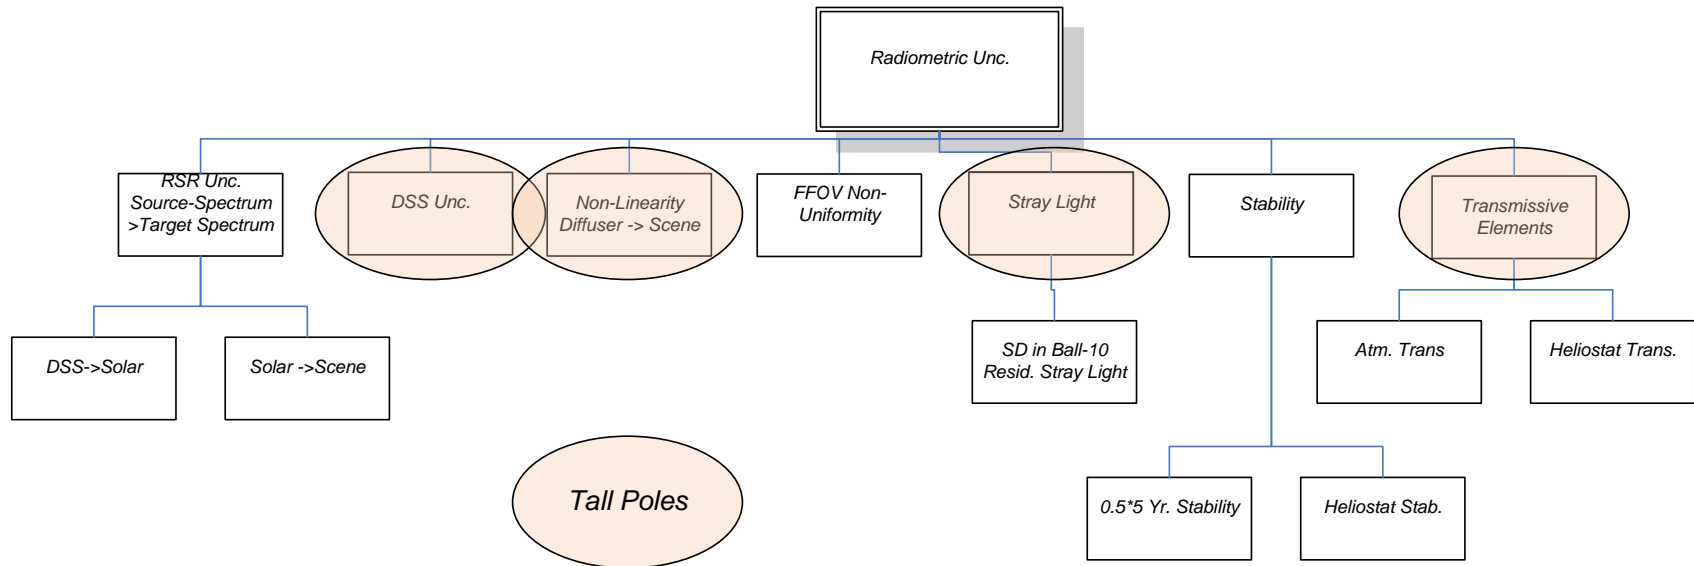 Radiometric Unc.
RSR Unc.
Source-Spectrum
>Target Spectrum
DSS Unc.
Non-Linearity
Diffuser -> Scene
FFOV Non-
Uniformity
Stray Light
Stability
Transmissive
Elements
DSS->Solar
Solar ->Scene
SD in Ball-10
Resid. Stray Light
Atm. Trans
Heliostat Trans.
Tall Poles
0.5*5 Yr. Stability
Heliostat Stab.